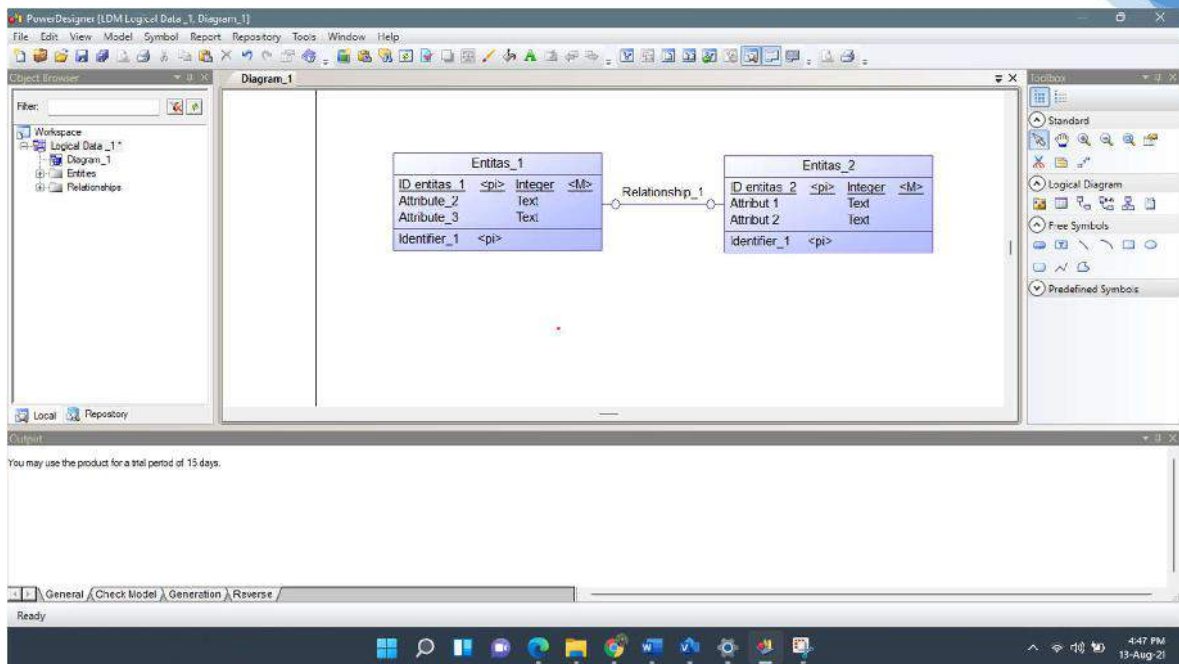 PowerDesigner [LDM Logical Data _1, Diagram_1]
File Edit View Model Symbol Report Repository Tools Window Help
Object Browser
Filter:
Workspace
Logical Data _1 *
Diagram_1
Entities
Relationships
Local Repository
Diagram_1
Entitas_1
ID entitas 1 <pi> Integer <M>
Attribute_2 Text
Attribute_3 Text
Identifier_1 <pi>
Relationship_1
Entitas_2
ID entitas 2 <pi> Integer <M>
Attribut 1 Text
Attribut 2 Text
Identifier_1 <pi>
Toolbox
Standard
Logical Diagram
Free Symbols
Predefined Symbols
Output
You may use the product for a trial period of 15 days.
General Check Model Generation Reverse
Ready
4:47 PM
13-Aug-21